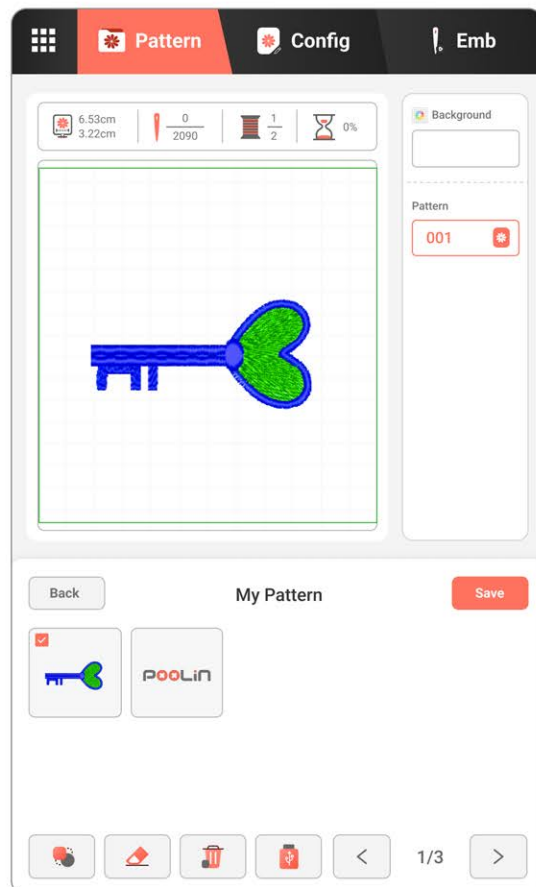 Pattern
Config
Emb
6.53cm
3.22cm
0
2090
1
2
0%
Background
Pattern
001
Back
My Pattern
Save
POOLiN
1/3